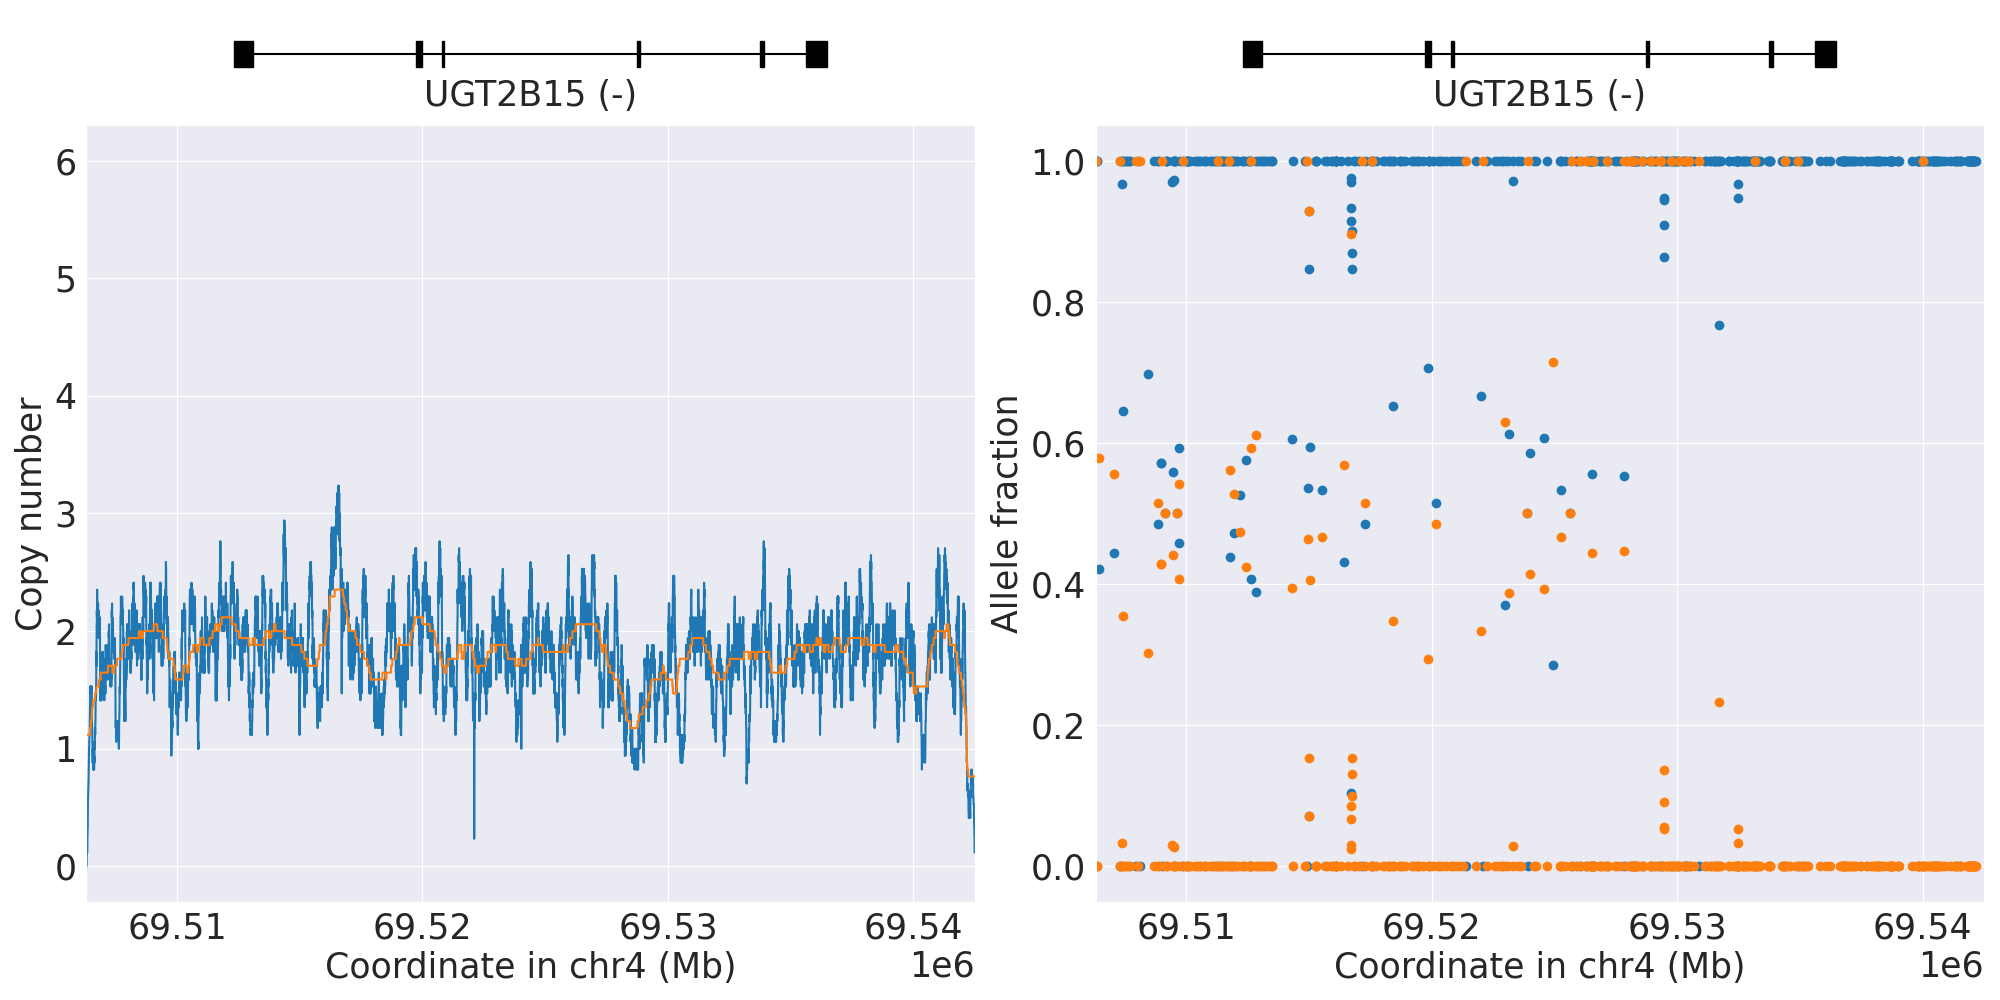 UGT2B15 (-)
6
5
4
3
2
1
0
Copy number
69.51 69.52 69.53 69.54
Coordinate in chr4 (Mb)
1e6
UGT2B15 (-)
1.0
0.8
0.6
0.4
0.2
0.0
Allele fraction
69.51 69.52 69.53 69.54
Coordinate in chr4 (Mb)
1e6